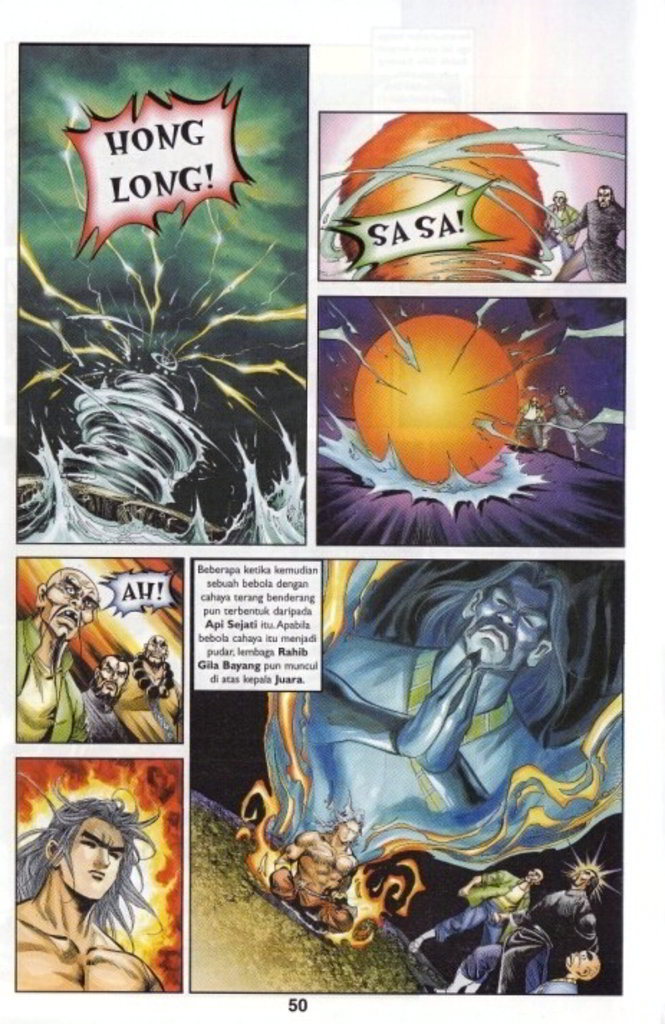 HONG
LONG!
SA SA!
AH!
Beberapa ketika kemudian
sebuah bebola dengan
cahaya terang benderang
pun terbentuk daripada
Api Sejati itu. Apabila
bebola cahaya itu menjadi
pudar, lembaga Rahib
Gila Bayang pun muncul
di atas kepala Juara.
50